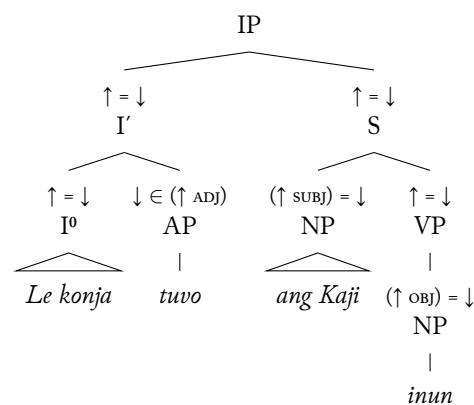 IP
↑ = ↓ ↑ = ↓
I′ S
↑ = ↓ ↓ ∈ (↑ ADJ) (↑ SUBJ) = ↓ ↑ = ↓
I⁰ AP NP VP
Le konja tuvo ang Kaji (↑ OBJ) = ↓
NP
inun